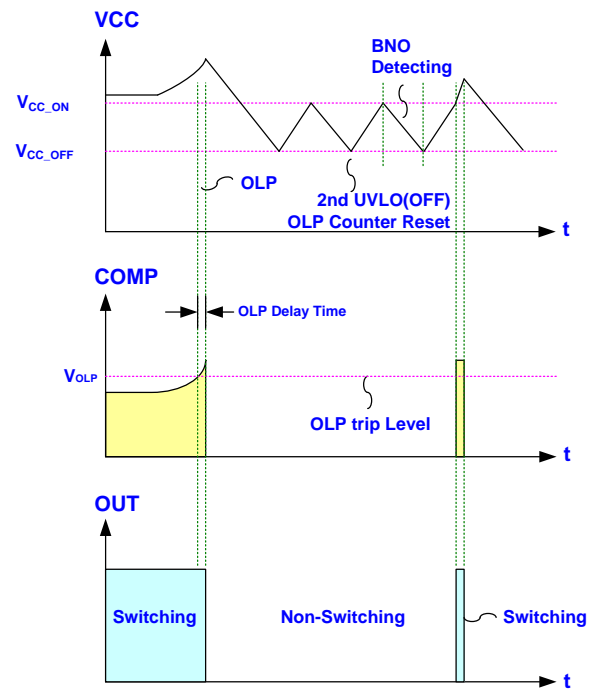 VCC
BNO
Detecting
VCC_ON
VCC_OFF
OLP
2nd UVLO(OFF)
OLP Counter Reset
t
COMP
OLP Delay Time
VOLP
OLP trip Level
t
OUT
Switching
Non-Switching
Switching
t